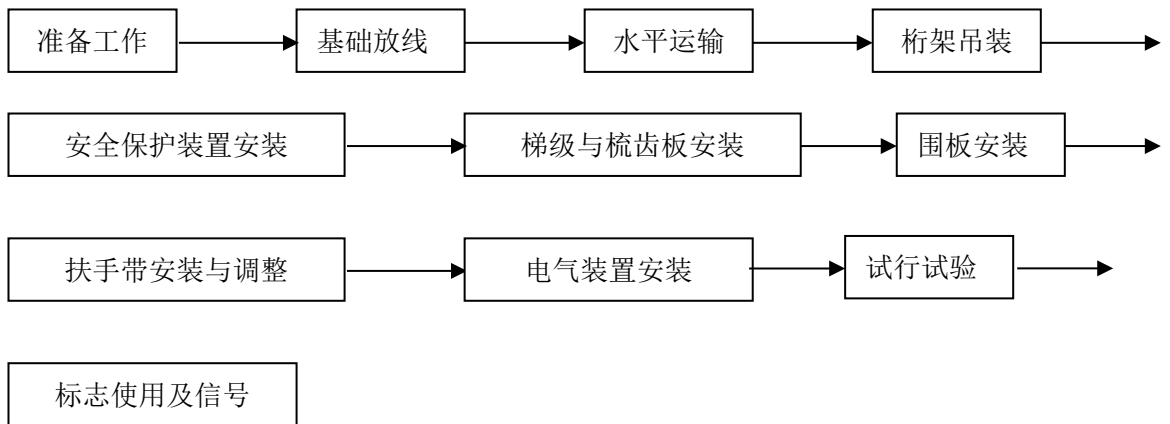 准备工作 基础放线 水平运输 桁架吊装
安全保护装置安装 梯级与梳齿板安装 围板安装
扶手带安装与调整 电气装置安装 试行试验
标志使用及信号